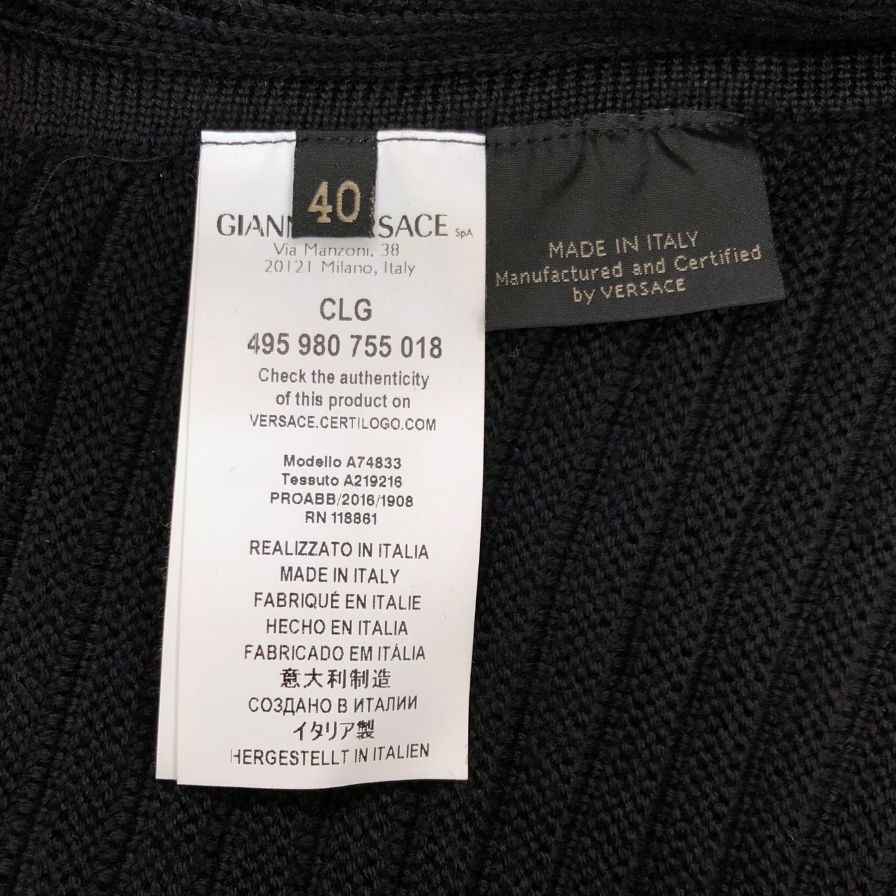 40
GIANN RSACE SpA
Via Manzoni, 38
20121 Milano, Italy
CLG
495 980 755 018
Check the authenticity
of this product on
VERSACE.CERTILOGO.COM
Modello A74833
Tessuto A219216
PROABB/2016/1908
RN 118861
REALIZZATO IN ITALIA
MADE IN ITALY
FABRIQUÉ EN ITALIE
HECHO EN ITALIA
FABRICADO EM ITÁLIA
意大利制造
СОЗДАНО В ИТАЛИИ
イタリア製
HERGESTELLT IN ITALIEN
MADE IN ITALY
Manufactured and Certified
by VERSACE